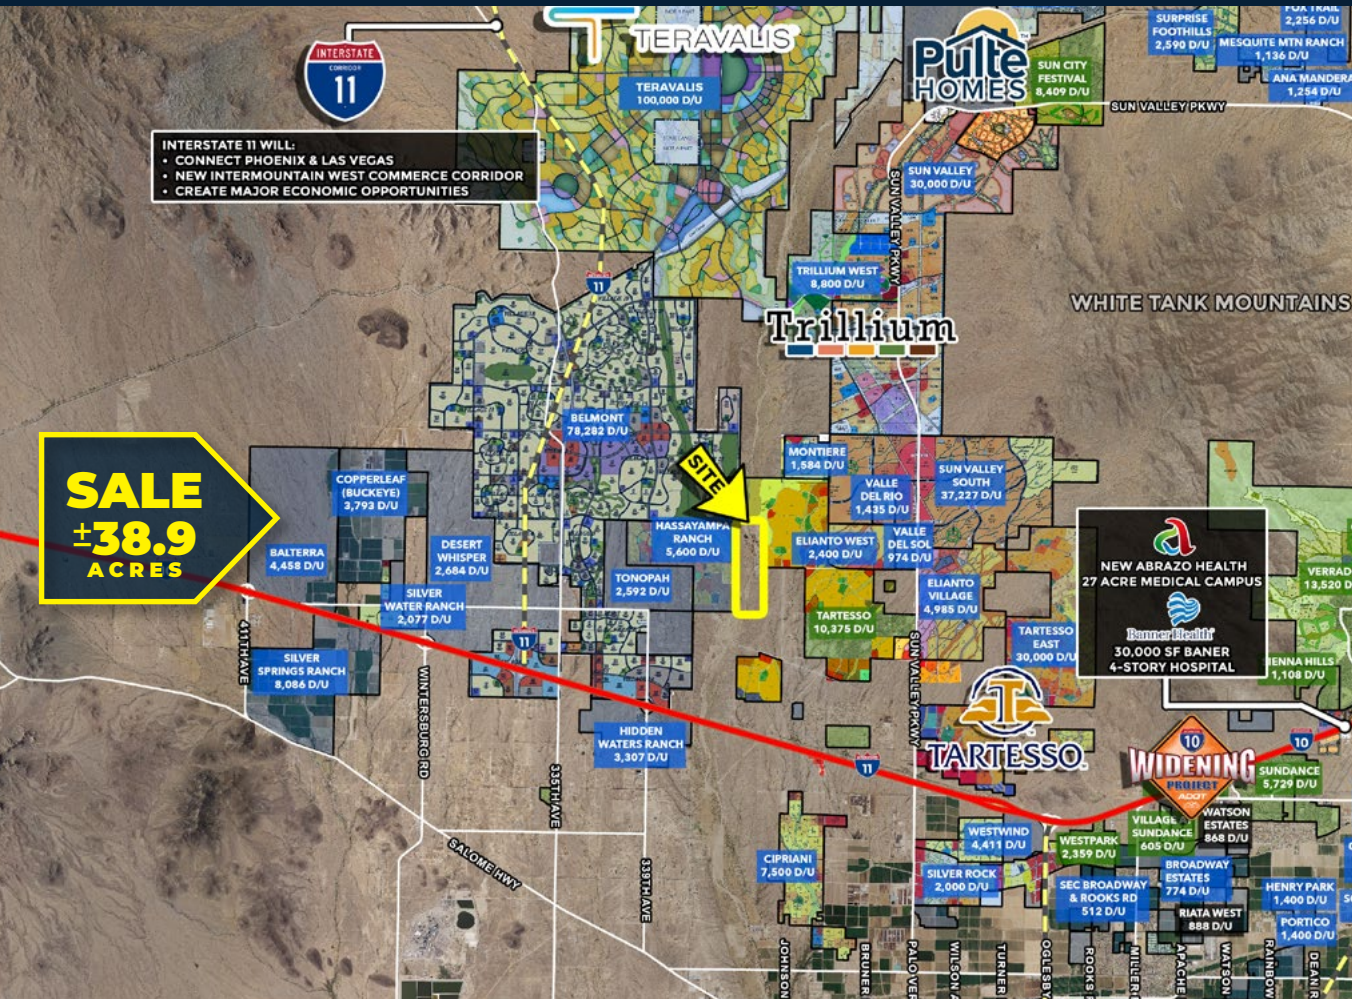 INTERSTATE
CORRIDOR
11
INTERSTATE 11 WILL:
• CONNECT PHOENIX & LAS VEGAS
• NEW INTERMOUNTAIN WEST COMMERCE CORRIDOR
• CREATE MAJOR ECONOMIC OPPORTUNITIES
TERAVALIS
TERAVALIS
100,000 D/U
Pulte
HOMES
SUN CITY
FESTIVAL
8,409 D/U
SURPRISE
FOOTHILLS
2,590 D/U
FOX TRAIL
2,256 D/U
MESQUITE MTN RANCH
1,136 D/U
ANA MANDERA
1,254 D/U
SUN VALLEY PKWY
SUN VALLEY
30,000 D/U
SUN VALLEY PKWY
TRILLIUM WEST
8,800 D/U
11
WHITE TANK MOUNTAINS
Trillium
BELMONT
78,282 D/U
SALE
±38.9
ACRES
COPPERLEAF
(BUCKEYE)
3,793 D/U
SITE
MONTIERE
1,584 D/U
VALLE
DEL RIO
1,435 D/U
SUN VALLEY
SOUTH
37,227 D/U
BALTERRA
4,458 D/U
DESERT
WHISPER
2,684 D/U
HASSAYAMPA
RANCH
5,600 D/U
ELIANTO WEST
2,400 D/U
VALLE
DEL SOL
974 D/U
NEW ABRAZO HEALTH
27 ACRE MEDICAL CAMPUS
Banner Health
30,000 SF BANER
4-STORY HOSPITAL
VERRAD
13,520 D
SILVER
WATER RANCH
2,077 D/U
TONOPAH
2,592 D/U
TARTESSO
10,375 D/U
ELIANTO
VILLAGE
4,985 D/U
TARTESSO
EAST
30,000 D/U
411TH AVE
11
SILVER
SPRINGS RANCH
8,086 D/U
WINTERSBURG RD
SUN VALLEY PKWY
IENNA HILLS
1,108 D/U
HIDDEN
WATERS RANCH
3,307 D/U
TARTESSO
11
10
WIDENING
PROJECT
ADOT
10
SUNDANCE
5,729 D/U
335TH AVE
SALOME HWY
339TH AVE
CIPRIANI
7,500 D/U
WESTWIND
4,411 D/U
WESTPARK
2,359 D/U
VILLAGE A
SUNDANCE
605 D/U
WATSON
ESTATES
868 D/U
SILVER ROCK
2,000 D/U
SEC BROADWAY
& ROOKS RD
512 D/U
BROADWAY
ESTATES
774 D/U
RIATA WEST
888 D/U
HENRY PARK
1,400 D/U
PORTICO
1,400 D/U
JOHNSON
BRUNER
PALO VER
WILSON A
TURNER
OGLESBY
ROOKS
MILLER
APACHE
WATSON
RAINBOW
DEAN R